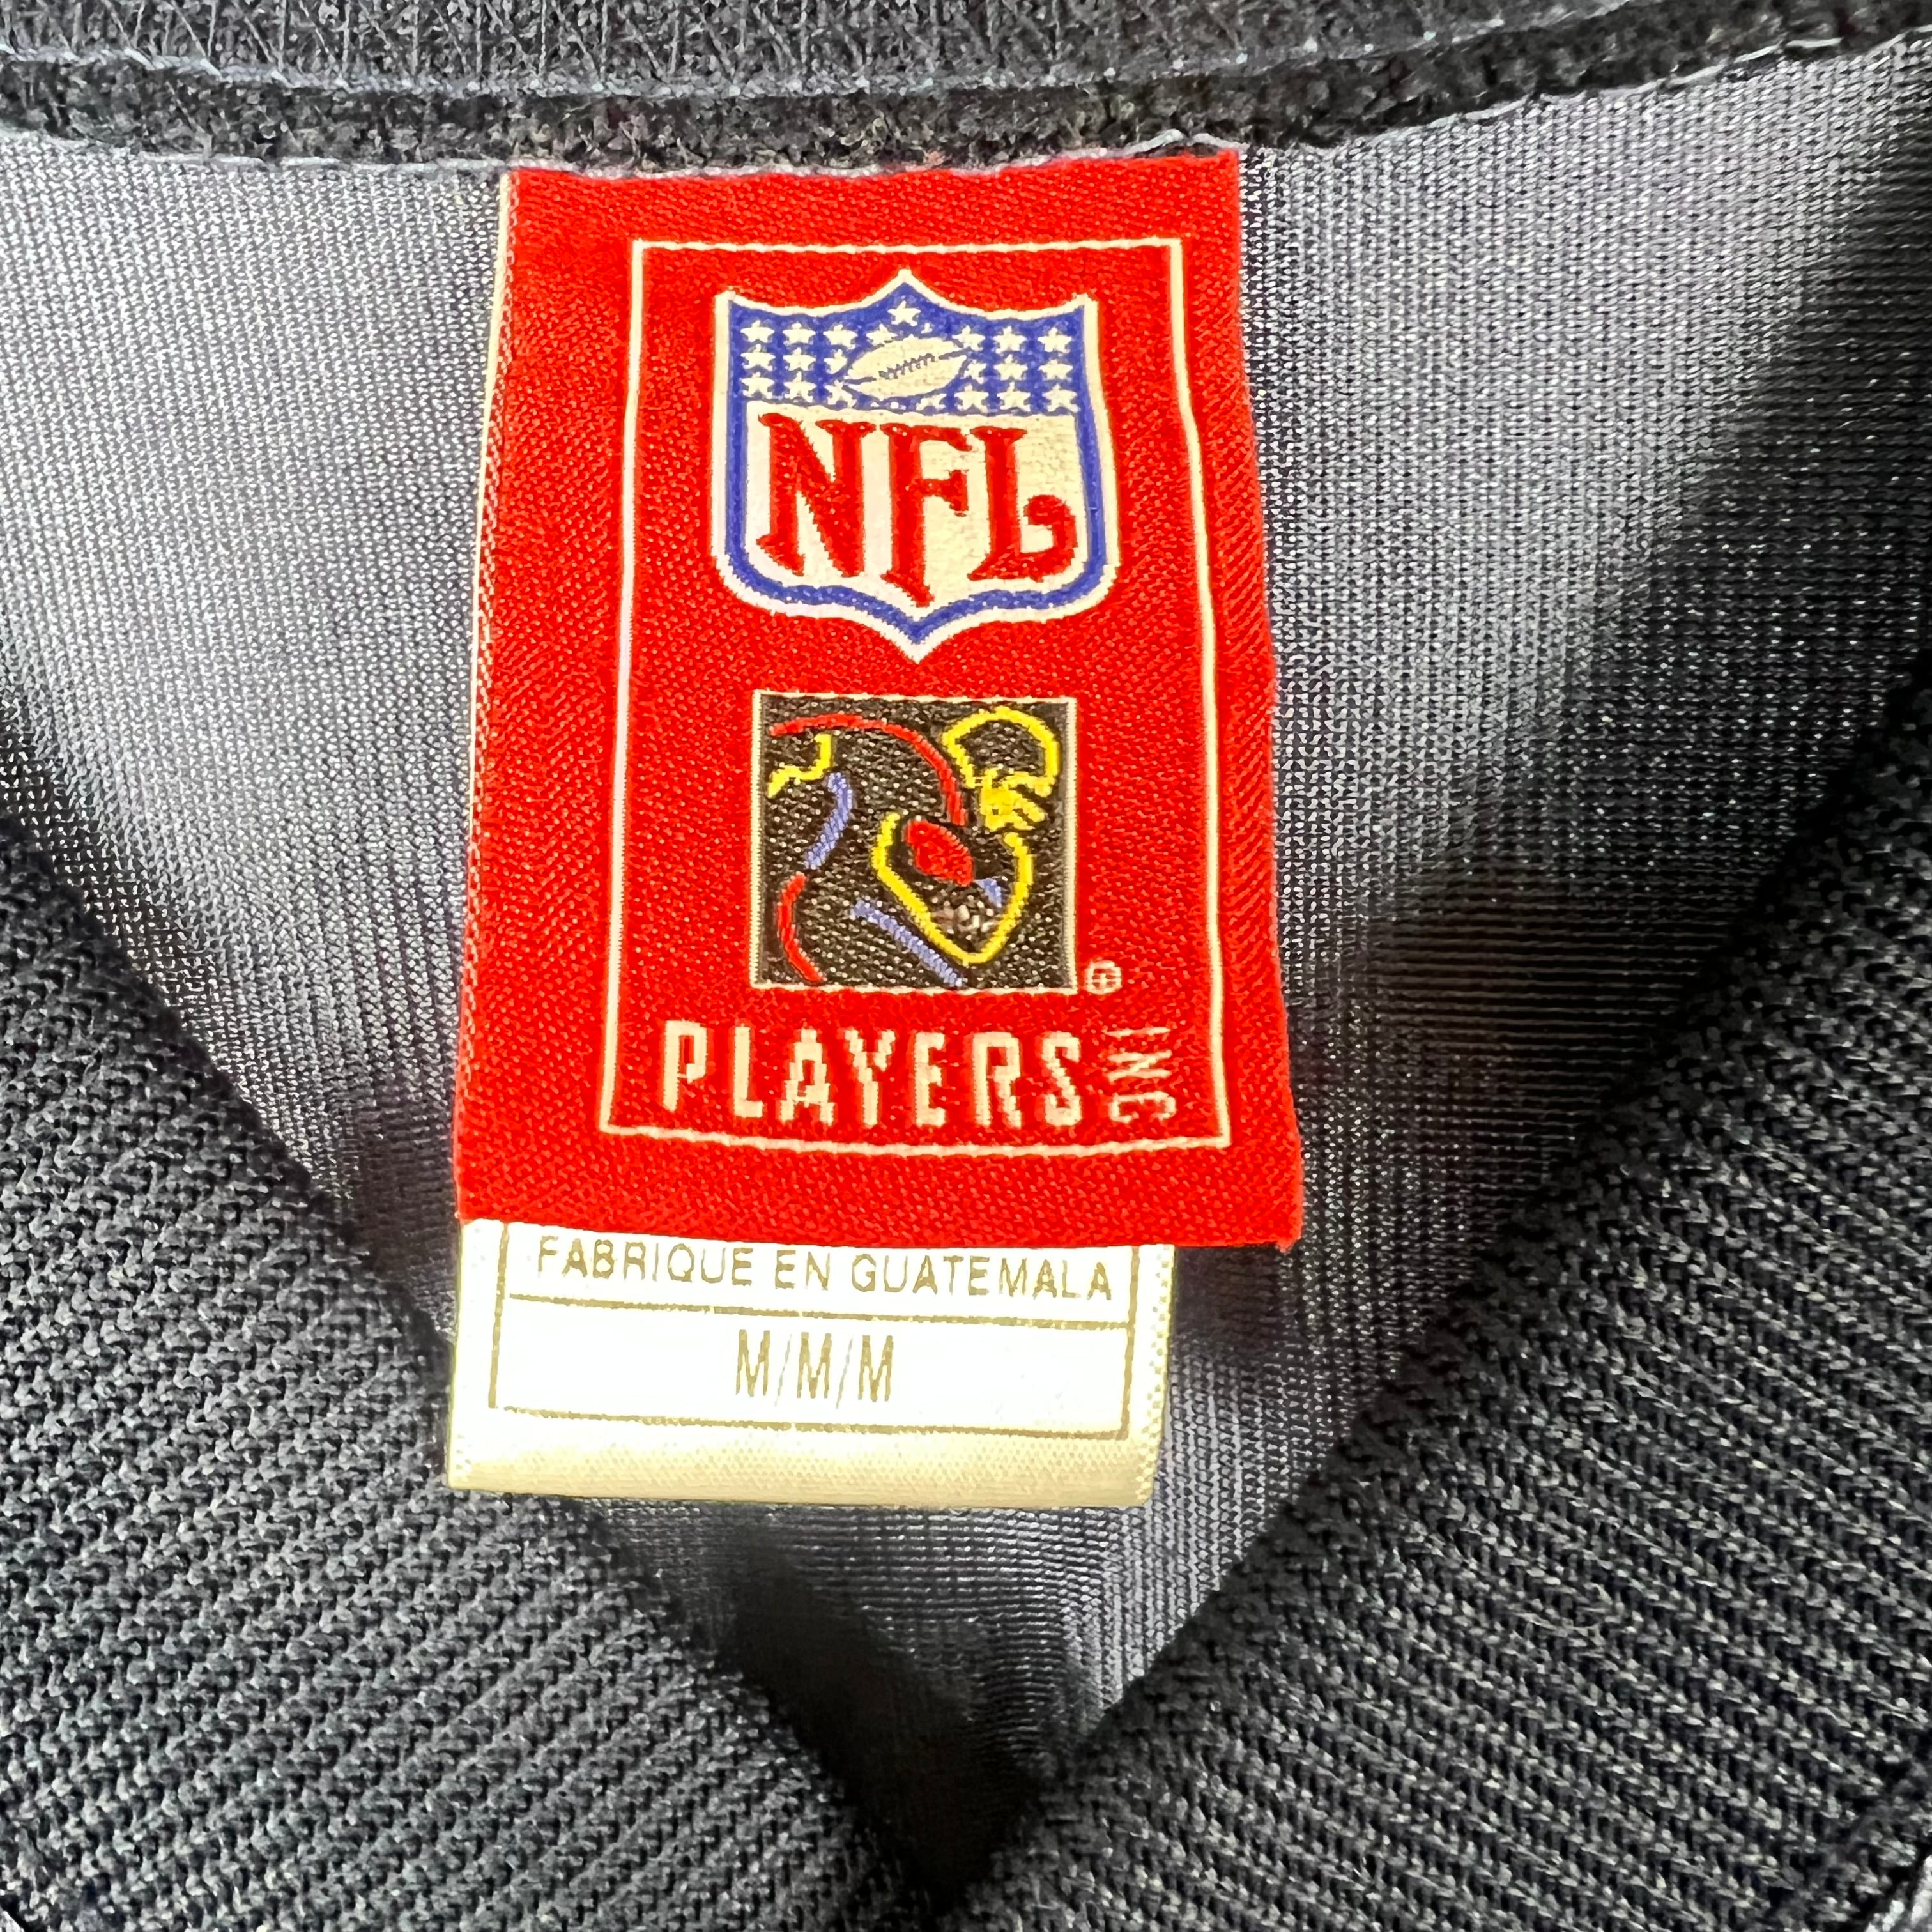 NFL
®
PLAYERS INC
FABRIQUE EN GUATEMALA
M/M/M